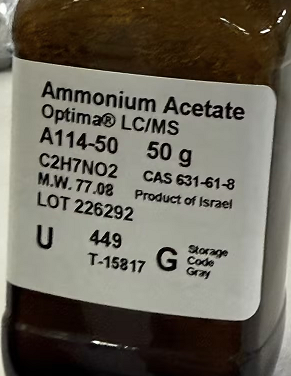 Ammonium Acetate
Optima® LC/MS
A114-50 50 g
C2H7NO2 CAS 631-61-8
M.W. 77.08 Product of Israel
LOT 226292
U 449 G Storage
Code
T-15817 Gray